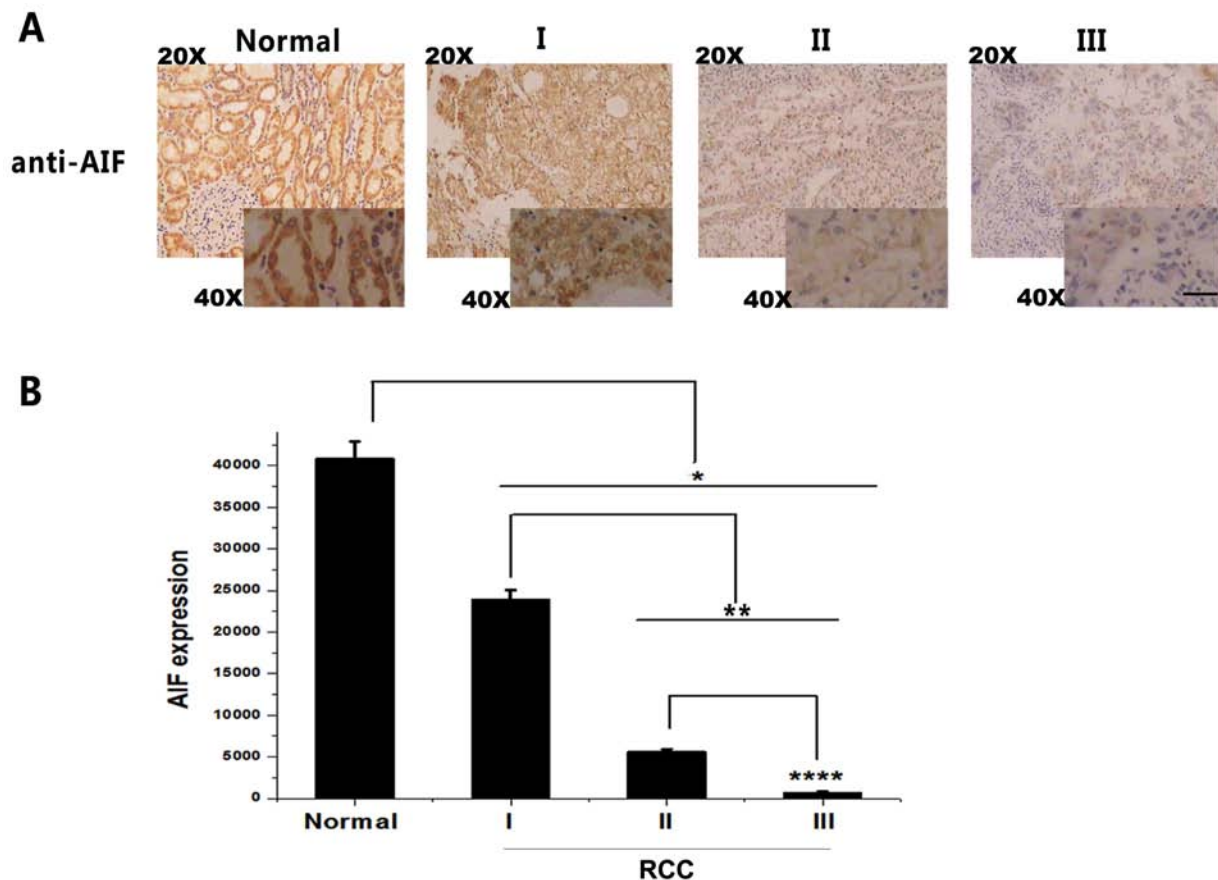 A
Normal
I
II
III
20X
20X
20X
20X
anti-AIF
40X
40X
40X
40X
B
*
**
****
AIF expression
40000
35000
30000
25000
20000
15000
10000
5000
0
Normal
I
II
III
RCC